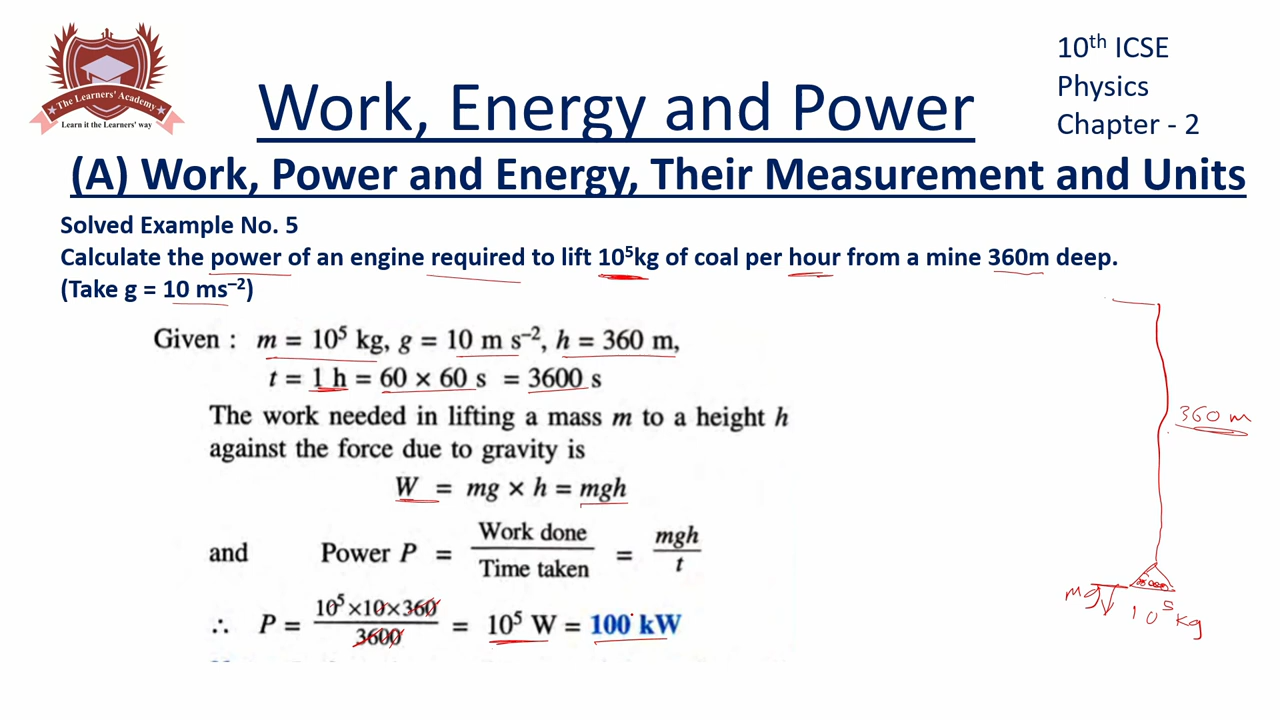 The Learners' Academy
Learn it the Learners' way
10th ICSE
Physics
Chapter - 2
Work, Energy and Power
(A) Work, Power and Energy, Their Measurement and Units
Solved Example No. 5
Calculate the power of an engine required to lift 10⁵kg of coal per hour from a mine 360m deep.
(Take g = 10 ms⁻²)
Given : m = 10⁵ kg, g = 10 m s⁻², h = 360 m,
t = 1 h = 60 × 60 s = 3600 s
The work needed in lifting a mass m to a height h
against the force due to gravity is
W = mg × h = mgh
and Power P = Work done / Time taken = mgh / t
∴ P = 10⁵×10×360 / 3600 = 10⁵ W = 100 kW
360 m
mg
10⁵ kg